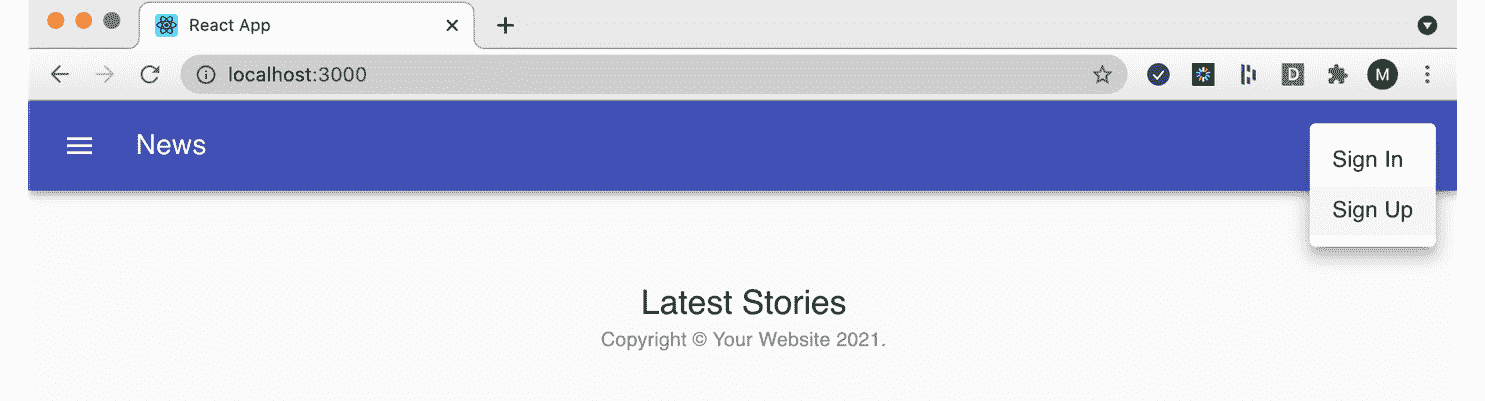 React App
localhost:3000
D
M
News
Sign In
Sign Up
Latest Stories
Copyright © Your Website 2021.